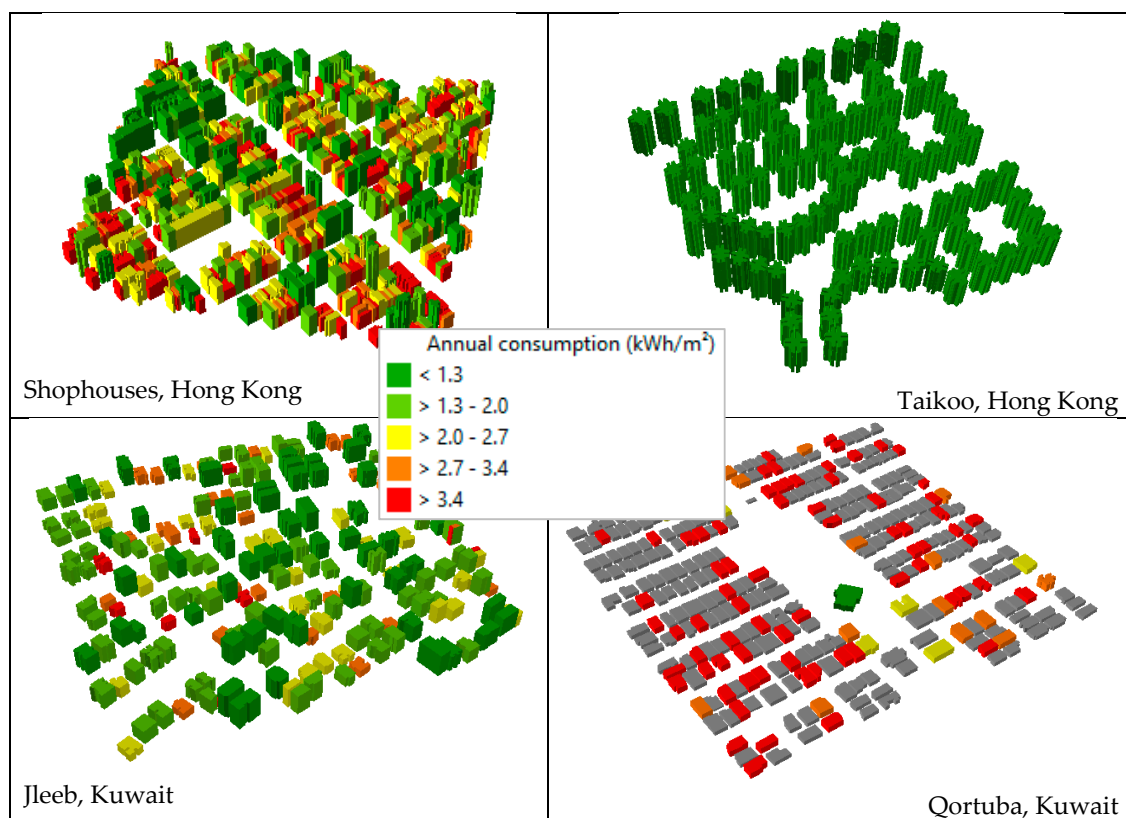 Shophouses, Hong Kong
Taikoo, Hong Kong
Annual consumption (kWh/m²)
< 1.3
> 1.3 - 2.0
> 2.0 - 2.7
> 2.7 - 3.4
> 3.4
Jleeb, Kuwait
Qortuba, Kuwait